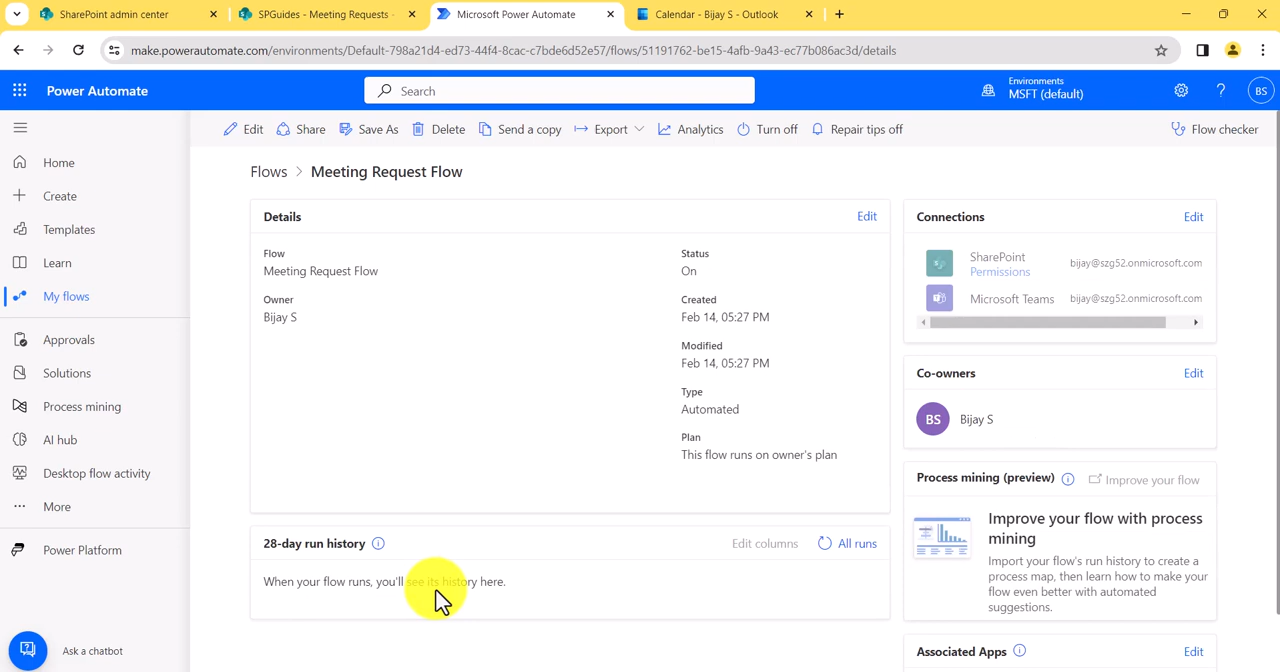 SharePoint admin center
SPGuides - Meeting Requests -
Microsoft Power Automate
Calendar - Bijay S - Outlook
make.powerautomate.com/environments/Default-798a21d4-ed73-44f4-8cac-c7bde6d52e57/flows/51191762-be15-4afb-9a43-ec77b086ac3d/details
Power Automate
Search
Environments
MSFT (default)
BS
Edit
Share
Save As
Delete
Send a copy
Export
Analytics
Turn off
Repair tips off
Flow checker
Home
Create
Templates
Learn
My flows
Approvals
Solutions
Process mining
AI hub
Desktop flow activity
More
Power Platform
Ask a chatbot
Flows > Meeting Request Flow
Details
Edit
Flow
Meeting Request Flow
Owner
Bijay S
Status
On
Created
Feb 14, 05:27 PM
Modified
Feb 14, 05:27 PM
Type
Automated
Plan
This flow runs on owner's plan
28-day run history
Edit columns
All runs
When your flow runs, you'll see its history here.
Connections
Edit
SharePoint
Permissions
bijay@szg52.onmicrosoft.com
Microsoft Teams
bijay@szg52.onmicrosoft.com
Co-owners
Edit
BS
Bijay S
Process mining (preview)
Improve your flow
Improve your flow with process
mining
Import your flow's run history to create a
process map, then learn how to make your
flow even better with automated
suggestions.
Associated Apps
Edit